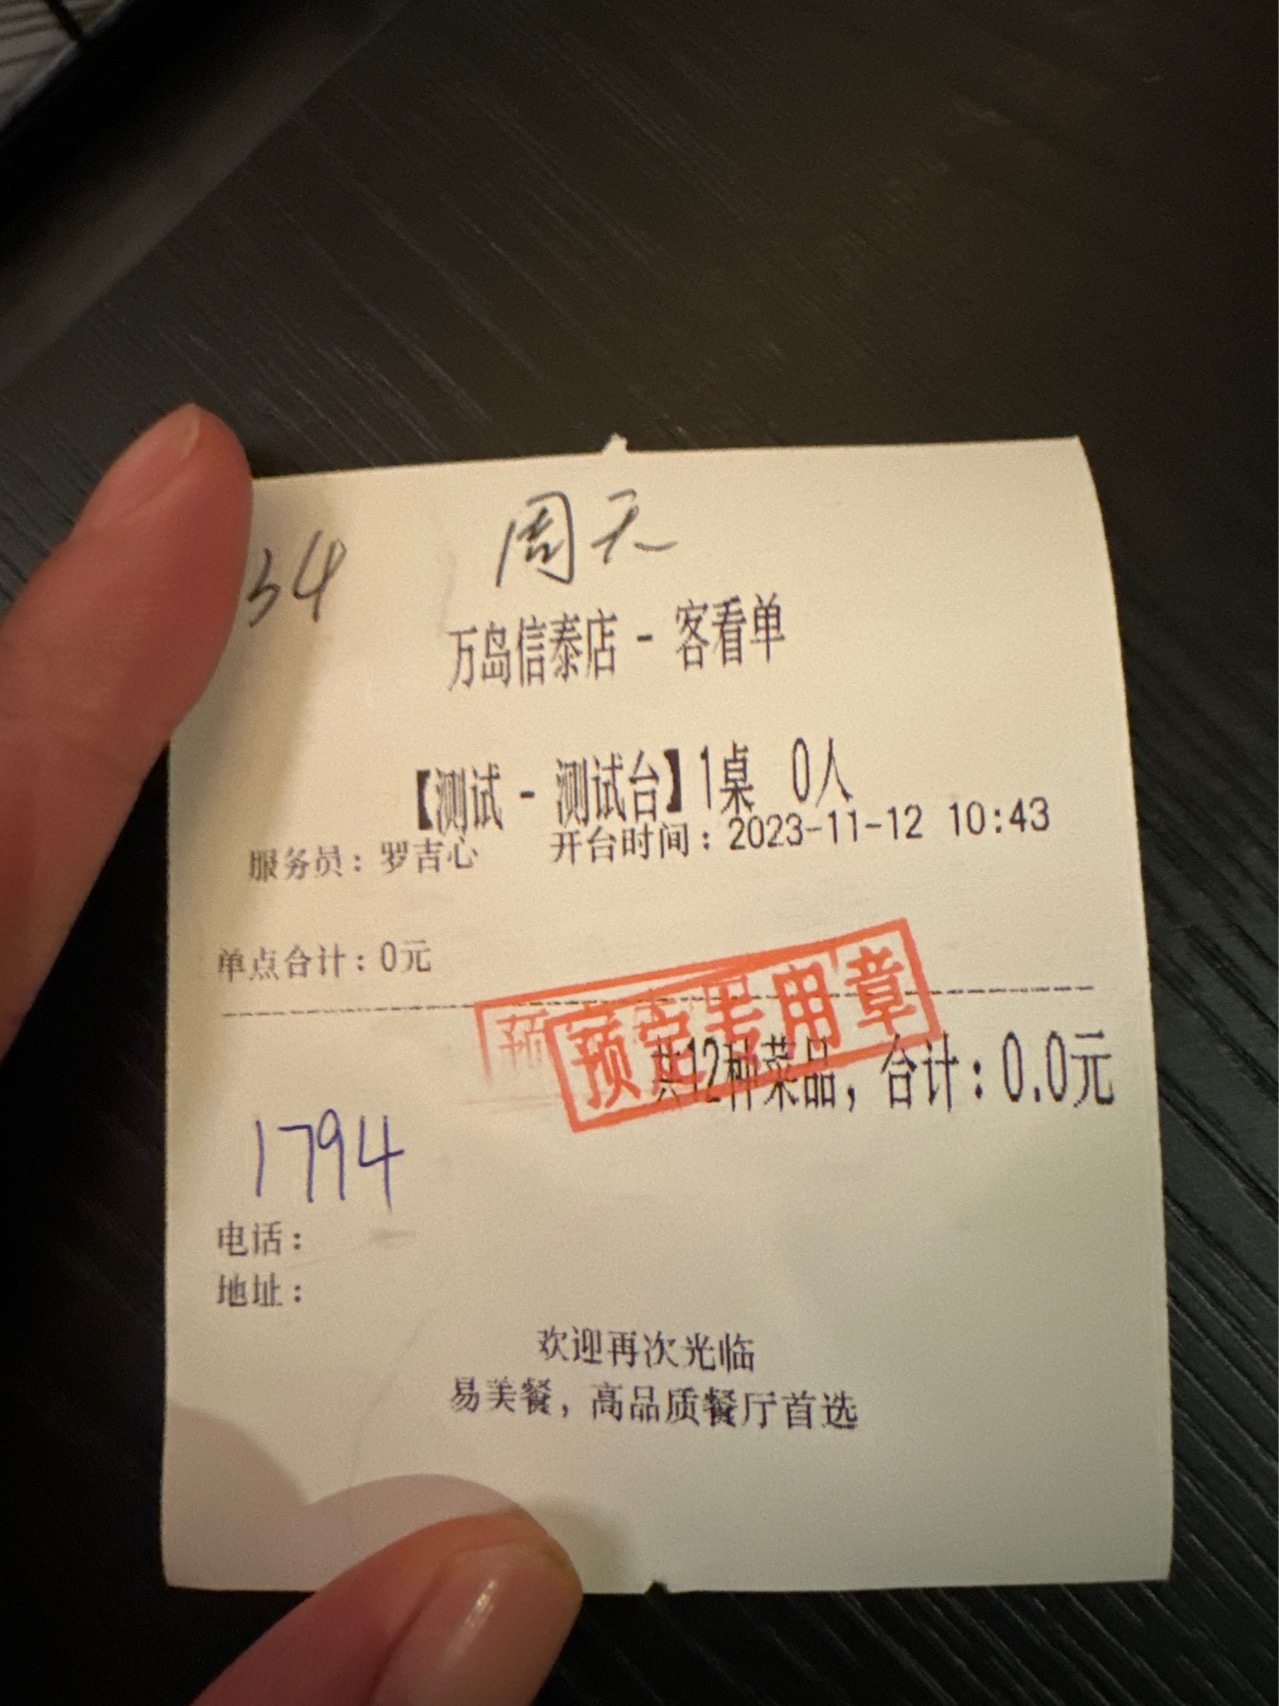 34 周天
万岛信泰店 - 客看单
【测试 - 测试台】1桌 0人
服务员：罗吉心 开台时间：2023-11-12 10:43
单点合计：0元
预定专用章
共12种菜品，合计：0.0元
1794
电话：
地址：
欢迎再次光临
易美餐，高品质餐厅首选